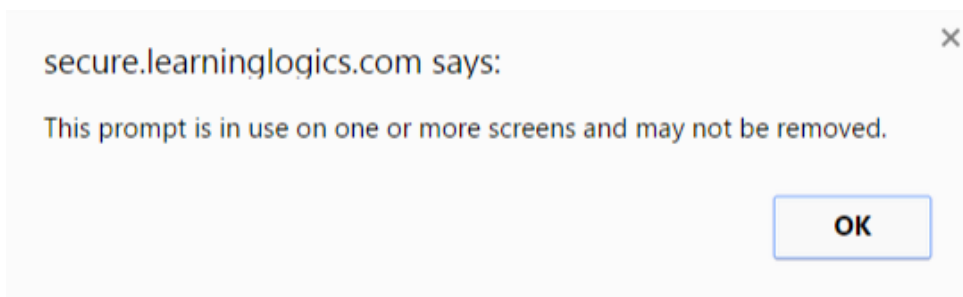 secure.learninglogics.com says:
This prompt is in use on one or more screens and may not be removed.
OK